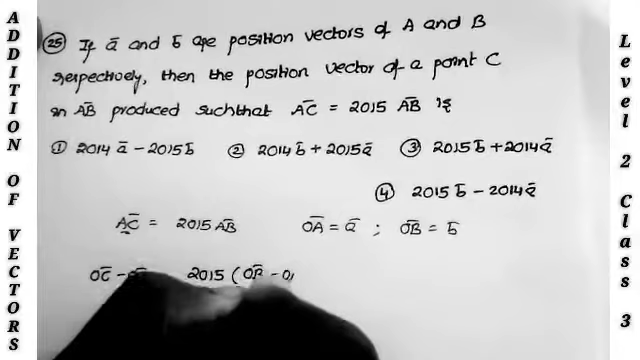 ADDITION OF VECTORS
25 If ā and b̄ are position vectors of A and B
respectively, then the position vector of a point C
on AB̄ produced such that AC̄ = 2015 AB̄ is
① 2014 ā - 2015 b̄ ② 2014 b̄ + 2015 ā ③ 2015 b̄ + 2014 ā
④ 2015 b̄ - 2014 ā
AC̄ = 2015 AB̄ OĀ = ā ; OB̄ = b̄
OC̄ - 2015 (OB̄ - O
Level 2 Class 3